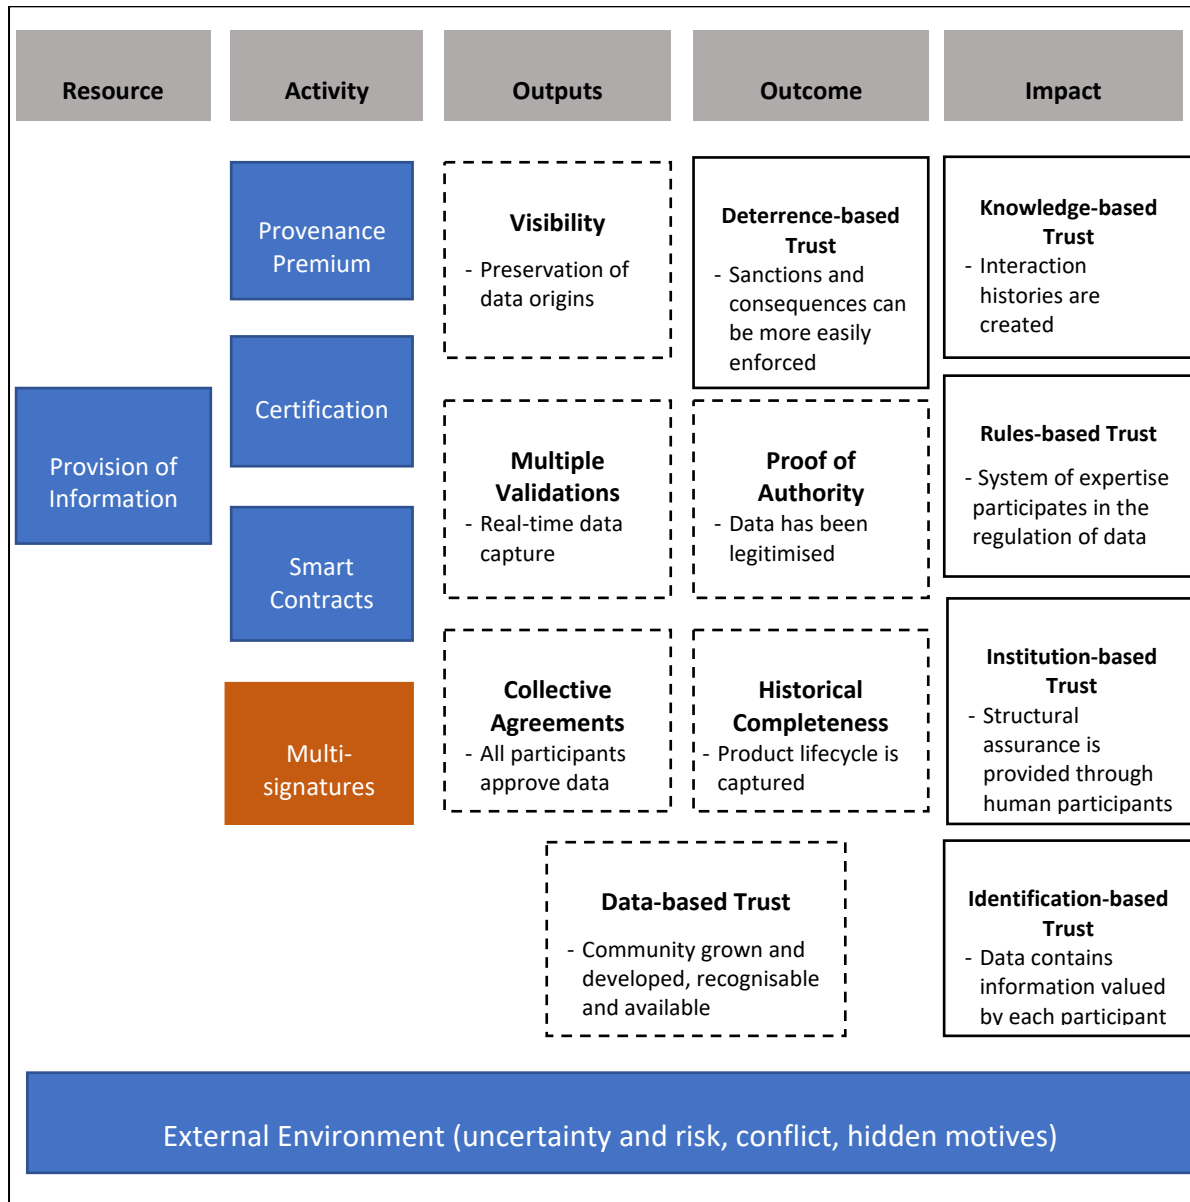 Resource
Activity
Outputs
Outcome
Impact
Provision of
Information
Provenance
Premium
Certification
Smart
Contracts
Multi-
signatures
Visibility
- Preservation of
data origins
Multiple
Validations
- Real-time data
capture
Collective
Agreements
- All participants
approve data
Deterrence-based
Trust
- Sanctions and
consequences can
be more easily
enforced
Proof of
Authority
- Data has been
legitimised
Historical
Completeness
- Product lifecycle is
captured
Data-based Trust
- Community grown and
developed, recognisable
and available
Knowledge-based
Trust
- Interaction
histories are
created
Rules-based Trust
- System of expertise
participates in the
regulation of data
Institution-based
Trust
- Structural
assurance is
provided through
human participants
Identification-based
Trust
- Data contains
information valued
by each participant
External Environment (uncertainty and risk, conflict, hidden motives)